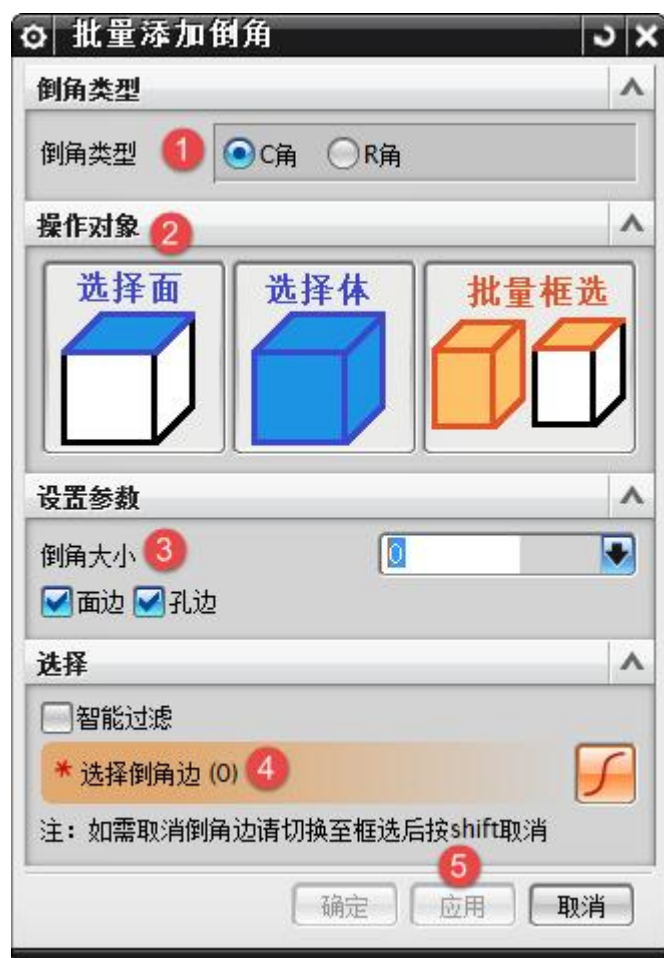 批量添加倒角
倒角类型
倒角类型 1 C角 R角
操作对象 2
选择面 选择体 批量框选
设置参数
倒角大小 3 0
面边 孔边
选择
智能过滤
* 选择倒角边 (0) 4
注：如需取消倒角边请切换至框选后按shift取消
5
确定 应用 取消